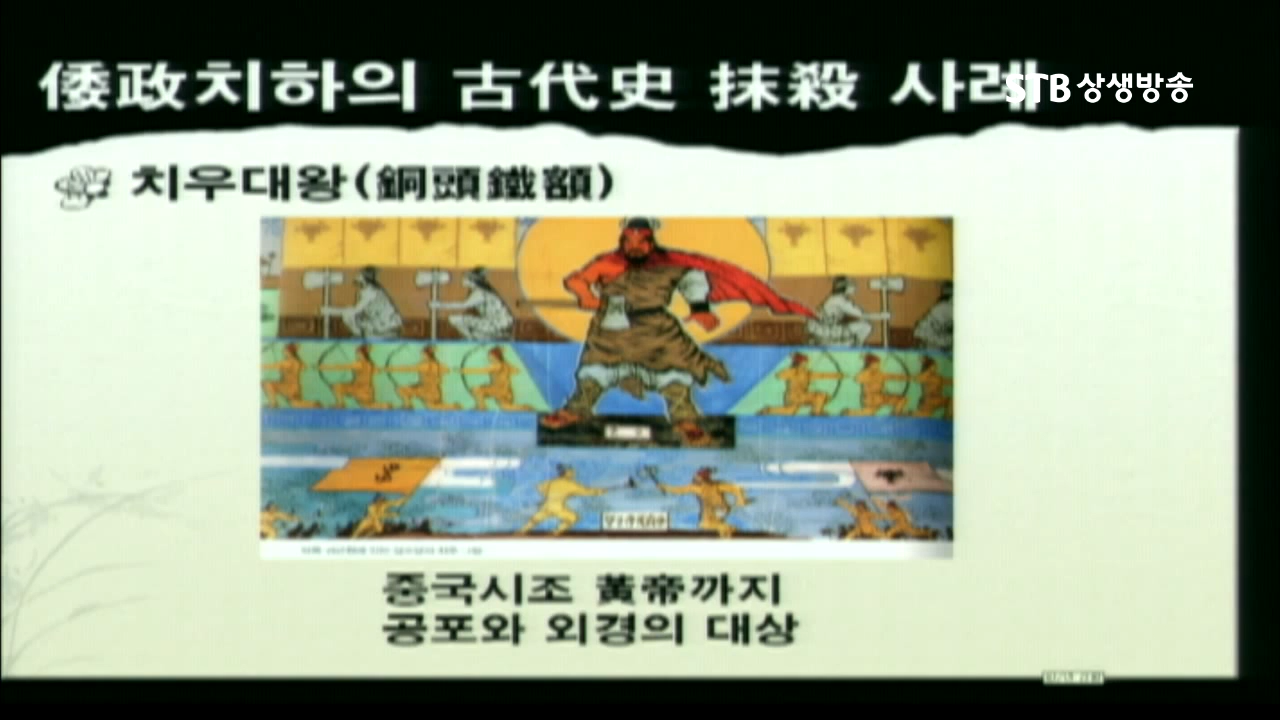 倭政치하의 古代史 抹殺 사례
STB 상생방송
치우대왕(銅頭鐵額)
중국시조 黃帝까지
공포와 외경의 대상